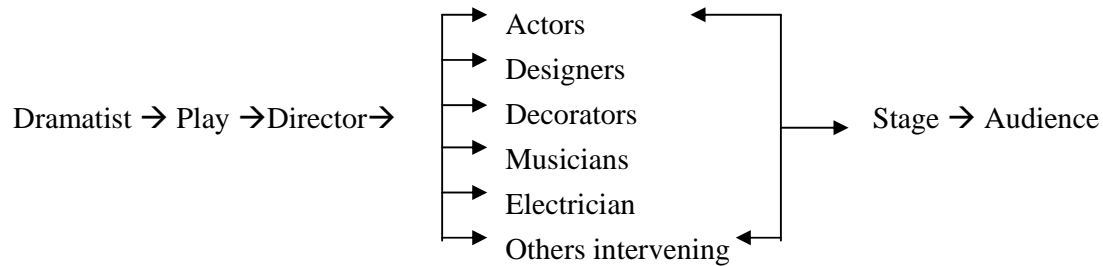 Actors
Designers
Dramatist → Play →Director→ Decorators Stage → Audience
Musicians
Electrician
Others intervening